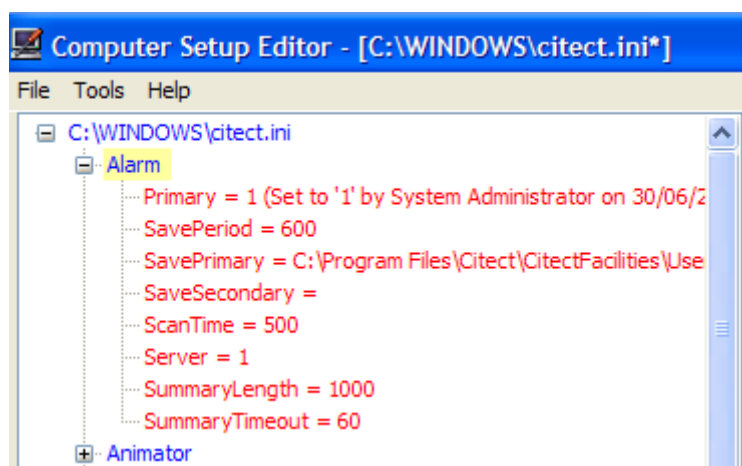 Computer Setup Editor - [C:\WINDOWS\citect.ini*]
File Tools Help
C:\WINDOWS\citect.ini
Alarm
Primary = 1 (Set to '1' by System Administrator on 30/06/2
SavePeriod = 600
SavePrimary = C:\Program Files\Citect\CitectFacilities\Use
SaveSecondary =
ScanTime = 500
Server = 1
SummaryLength = 1000
SummaryTimeout = 60
Animator